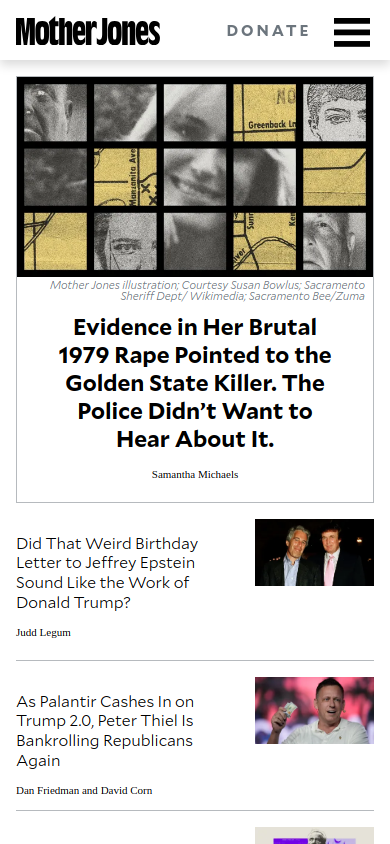 Mother Jones
DONATE
NO
Greenback Ln
Manzanita Ave
Mother Jones illustration; Courtesy Susan Bowlus; Sacramento
Sheriff Dept/ Wikimedia; Sacramento Bee/Zuma
Evidence in Her Brutal
1979 Rape Pointed to the
Golden State Killer. The
Police Didn’t Want to
Hear About It.
Samantha Michaels
Did That Weird Birthday
Letter to Jeffrey Epstein
Sound Like the Work of
Donald Trump?
Judd Legum
As Palantir Cashes In on
Trump 2.0, Peter Thiel Is
Bankrolling Republicans
Again
Dan Friedman and David Corn